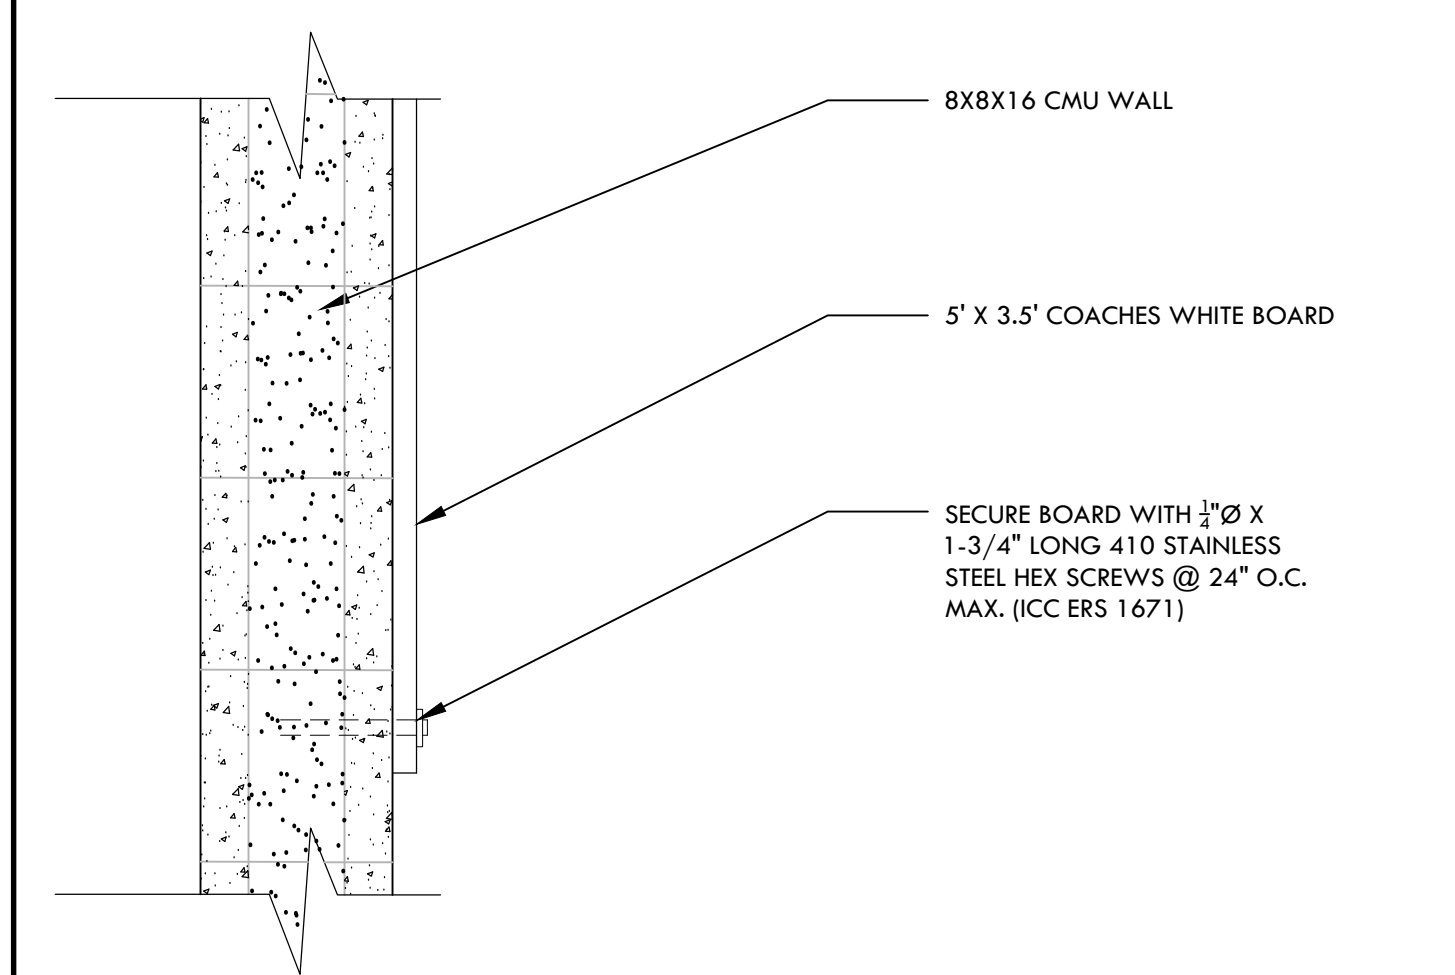 8X8X16 CMU WALL
5' X 3.5' COACHES WHITE BOARD
SECURE BOARD WITH 1/4"Ø X
1-3/4" LONG 410 STAINLESS
STEEL HEX SCREWS @ 24" O.C.
MAX. (ICC ERS 1671)